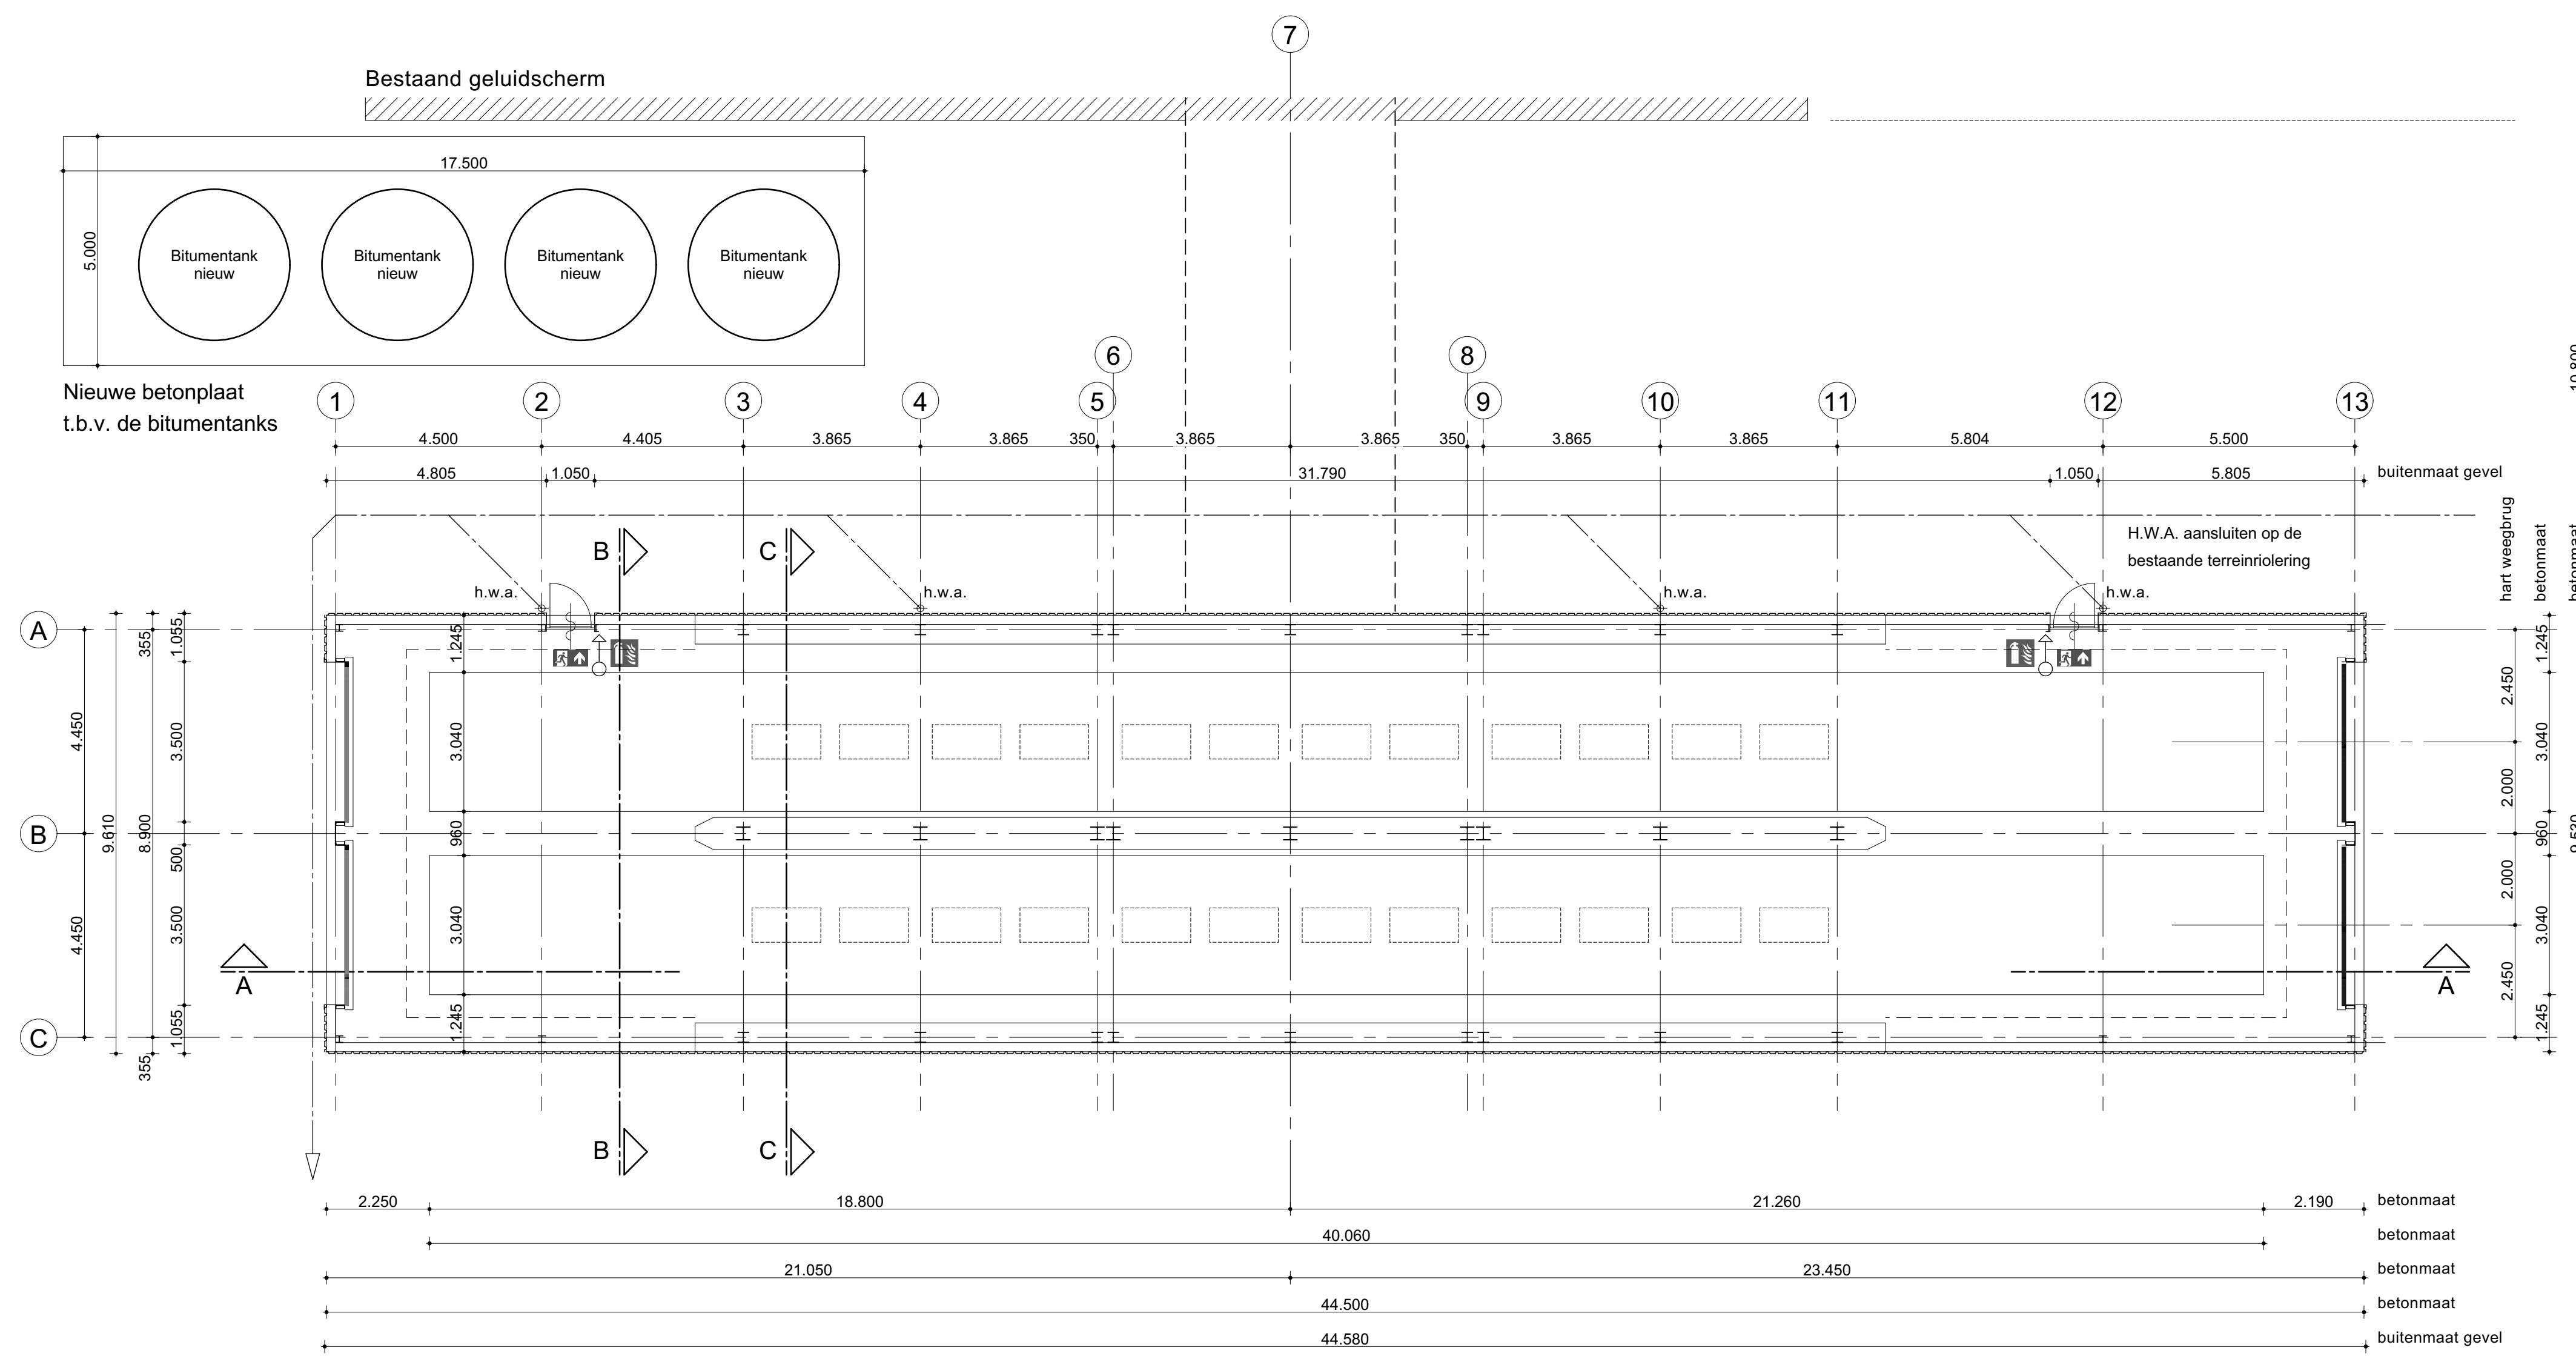 7
Bestaand geluidscherm
17.500
5.000
Bitumentank
nieuw
Bitumentank
nieuw
Bitumentank
nieuw
Bitumentank
nieuw
Nieuwe betonplaat
t.b.v. de bitumentanks
6
8
1
2
3
4
5
9
10
11
12
13
4.500
4.405
3.865
3.865
350
3.865
3.865
350
3.865
3.865
5.804
5.500
4.805
1.050
31.790
1.050
5.805
buitenmaat gevel
hart weegbrug
betonmaat
H.W.A. aansluiten op de
bestaande terreinriolering
B
C
h.w.a.
h.w.a.
h.w.a.
h.w.a.
A
355
1.055
1.245
1.245
2.450
4.450
3.500
3.040
3.040
2.000
B
9.610
8.900
500
960
960
9.530
4.450
3.500
3.040
2.000
3.040
A
A
2.450
C
355
1.055
1.245
1.245
B
C
2.250
18.800
21.260
2.190
betonmaat
40.060
betonmaat
21.050
23.450
betonmaat
44.500
betonmaat
44.580
buitenmaat gevel